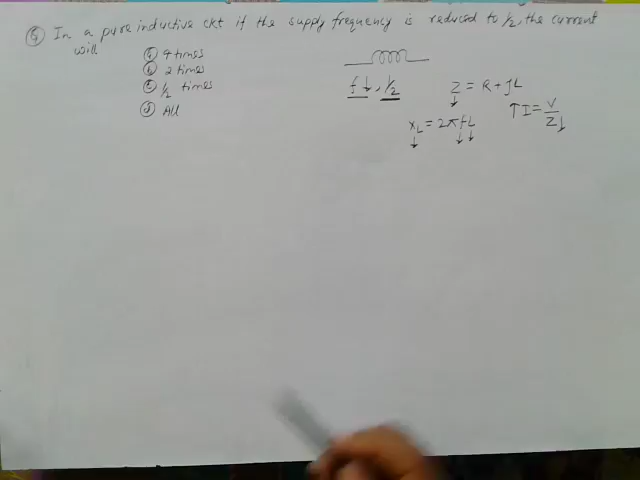 ⑧ In a pure inductive ckt if the supply frequency is reduced to 1/2, the current
will
ⓐ 4 times
ⓑ 2 times
ⓒ 1/2 times
ⓓ All
f↓, 1/2
Z = R + jL
↓
↑I = V/Z↓
XL = 2πfL
↓ ↓ ↓